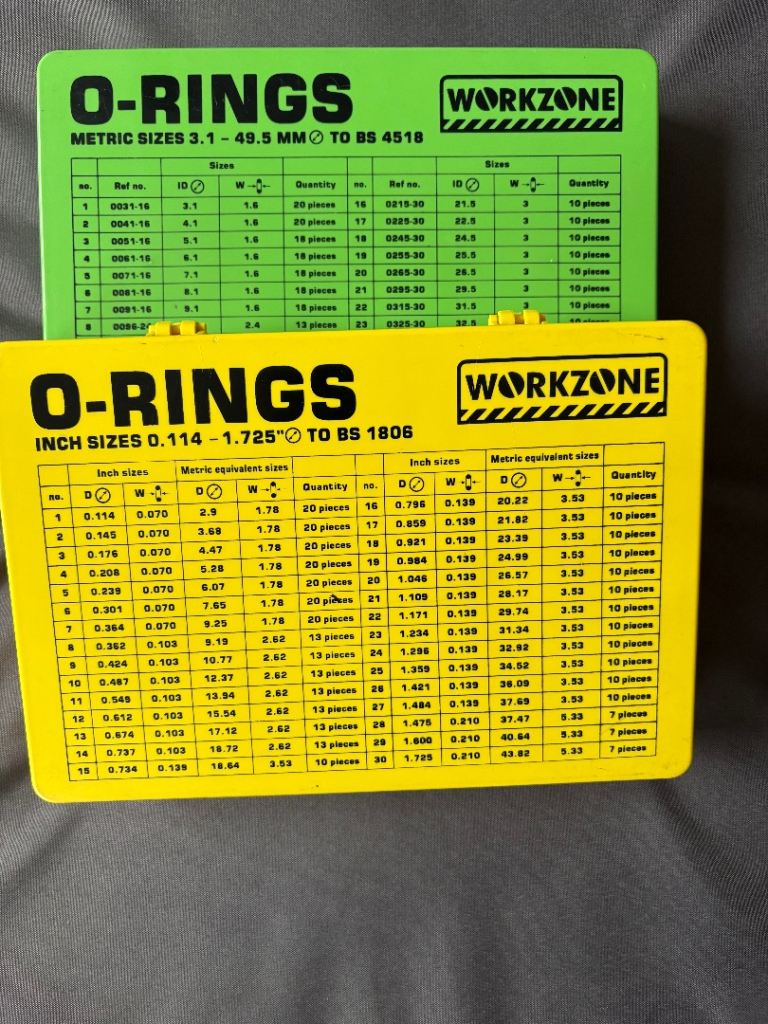 O-RINGS WORKZONE
METRIC SIZES 3.1 - 49.5 MM TO BS 4518
Sizes Sizes
no. Ref no. ID W Quantity no. Ref no. ID W Quantity
1 0031-16 3.1 1.6 20 pieces 16 0215-30 21.5 3 10 pieces
2 0041-16 4.1 1.6 20 pieces 17 0225-30 22.5 3 10 pieces
3 0051-16 5.1 1.6 18 pieces 18 0245-30 24.5 3 10 pieces
4 0061-16 6.1 1.6 18 pieces 19 0255-30 25.5 3 10 pieces
5 0071-16 7.1 1.6 18 pieces 20 0265-30 26.5 3 10 pieces
6 0081-16 8.1 1.6 18 pieces 21 0295-30 29.5 3 10 pieces
7 0091-16 9.1 1.6 18 pieces 22 0315-30 31.5 3 10 pieces
8 0096-24 2.4 13 pieces 23 0325-30 32.5 3 10 pieces
O-RINGS WORKZONE
INCH SIZES 0.114 - 1.725" TO BS 1806
Inch sizes Metric equivalent sizes Inch sizes Metric equivalent sizes
no. D W D W Quantity no. D W D W Quantity
1 0.114 0.070 2.9 1.78 20 pieces 16 0.796 0.139 20.22 3.53 10 pieces
2 0.145 0.070 3.68 1.78 20 pieces 17 0.859 0.139 21.82 3.53 10 pieces
3 0.176 0.070 4.47 1.78 20 pieces 18 0.921 0.139 23.39 3.53 10 pieces
4 0.208 0.070 5.28 1.78 20 pieces 19 0.984 0.139 24.99 3.53 10 pieces
5 0.239 0.070 6.07 1.78 20 pieces 20 1.046 0.139 26.57 3.53 10 pieces
6 0.301 0.070 7.65 1.78 20 pieces 21 1.109 0.139 28.17 3.53 10 pieces
7 0.364 0.070 9.25 1.78 20 pieces 22 1.171 0.139 29.74 3.53 10 pieces
8 0.362 0.103 9.19 2.62 13 pieces 23 1.234 0.139 31.34 3.53 10 pieces
9 0.424 0.103 10.77 2.62 13 pieces 24 1.296 0.139 32.92 3.53 10 pieces
10 0.487 0.103 12.37 2.62 13 pieces 25 1.359 0.139 34.52 3.53 10 pieces
11 0.549 0.103 13.94 2.62 13 pieces 26 1.421 0.139 36.09 3.53 10 pieces
12 0.612 0.103 15.54 2.62 13 pieces 27 1.484 0.139 37.69 3.53 10 pieces
13 0.674 0.103 17.12 2.62 13 pieces 28 1.475 0.210 37.47 5.33 7 pieces
14 0.737 0.103 18.72 2.62 13 pieces 29 1.600 0.210 40.64 5.33 7 pieces
15 0.734 0.139 18.64 3.53 10 pieces 30 1.725 0.210 43.82 5.33 7 pieces